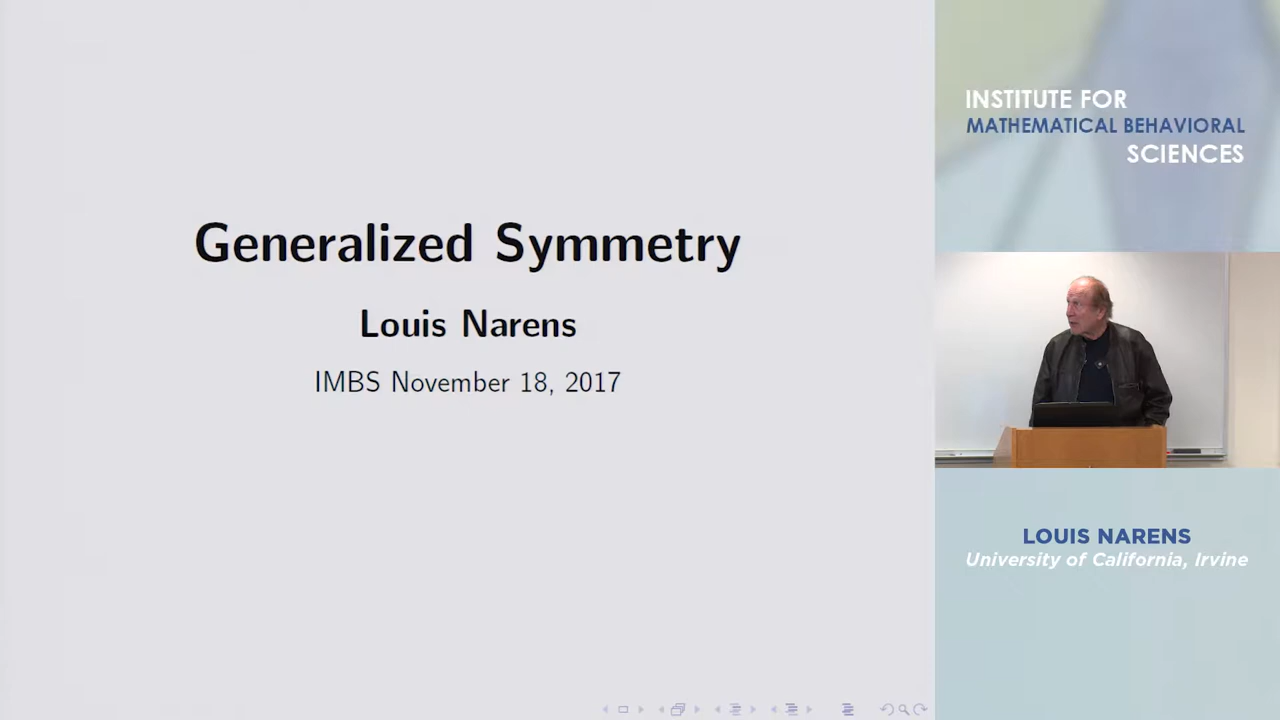 Generalized Symmetry
Louis Narens
IMBS November 18, 2017
INSTITUTE FOR
MATHEMATICAL BEHAVIORAL
SCIENCES
LOUIS NARENS
University of California, Irvine